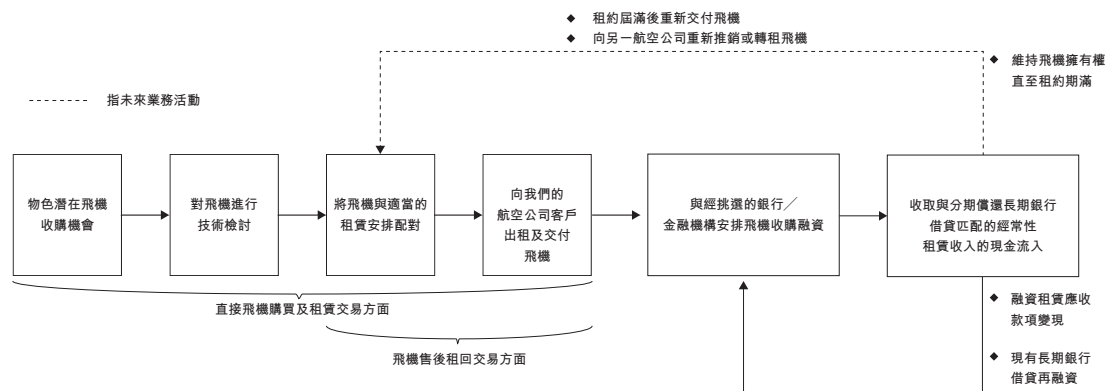 ◆ 租約屆滿後重新交付飛機
◆ 向另一航空公司重新推銷或轉租飛機
◆ 維持飛機擁有權
直至租約期滿
指未來業務活動
物色潛在飛機
收購機會
對飛機進行
技術檢討
將飛機與適當的
租賃安排配對
向我們的
航空公司客戶
出租及交付
飛機
與經挑選的銀行／
金融機構安排飛機收購融資
收取與分期償還長期銀行
借貸匹配的經常性
租賃收入的現金流入
直接飛機購買及租賃交易方面
飛機售後租回交易方面
◆ 融資租賃應收
款項變現
◆ 現有長期銀行
借貸再融資